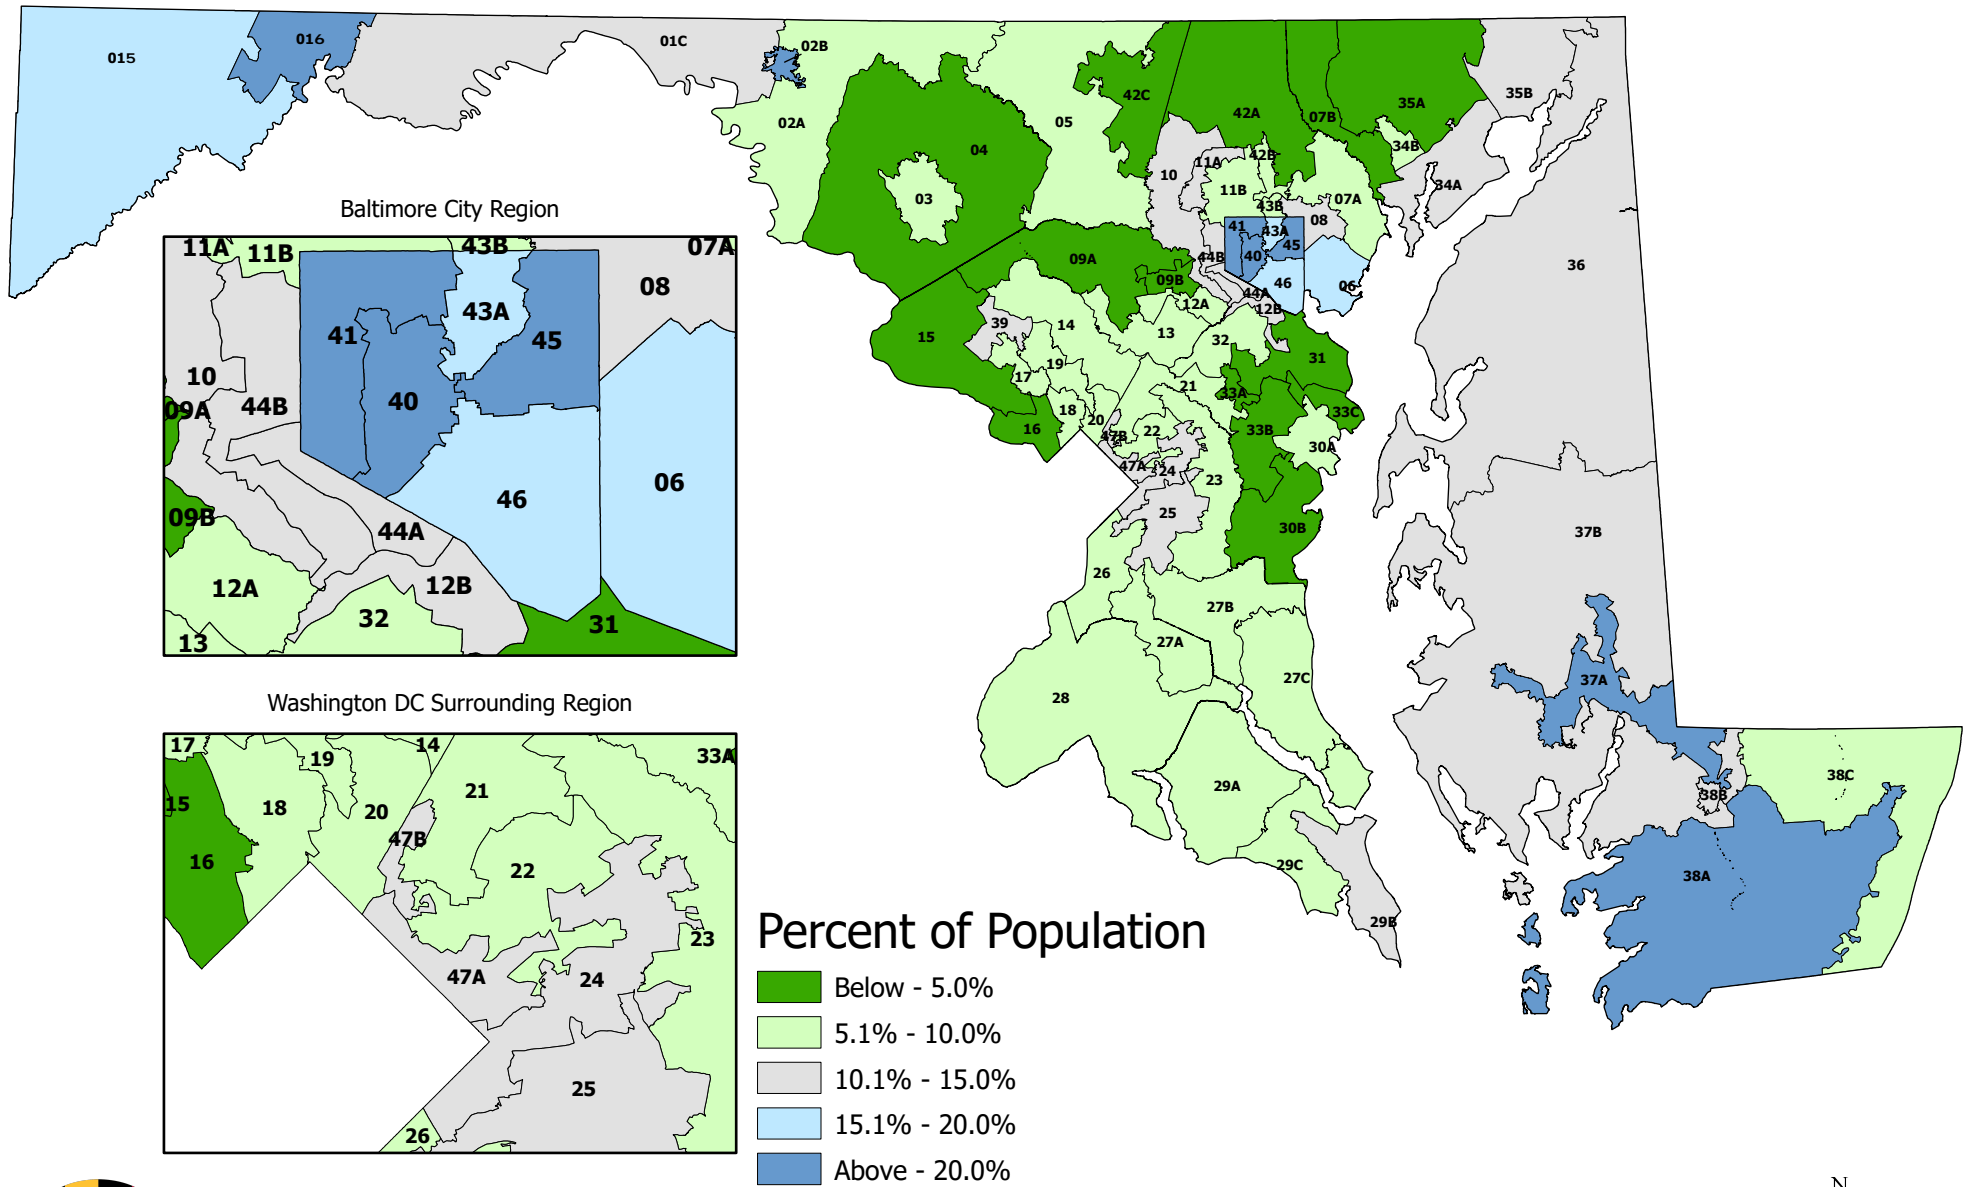 015
016
01C
02B
02A
04
03
05
42C
42A
07B
35A
35B
34B
34A
36
10
11A
42B
11B
43B
07A
08
41
43A
45
40
44B
46
06
44A
12B
09A
09B
12A
13
14
39
15
19
17
18
20
16
32
21
31
33A
33C
33B
30A
47B
22
47A
24
23
25
30B
26
27B
27A
27C
28
29A
29C
29B
37B
37A
38B
38C
38A
Baltimore City Region
11A
11B
43B
07A
08
43A
41
45
10
09A
44B
40
46
06
09B
44A
12A
12B
32
31
13
Washington DC Surrounding Region
17
19
14
33A
21
15
18
20
47B
16
22
23
47A
24
25
26
Percent of Population
Below - 5.0%
5.1% - 10.0%
10.1% - 15.0%
15.1% - 20.0%
Above - 20.0%
N